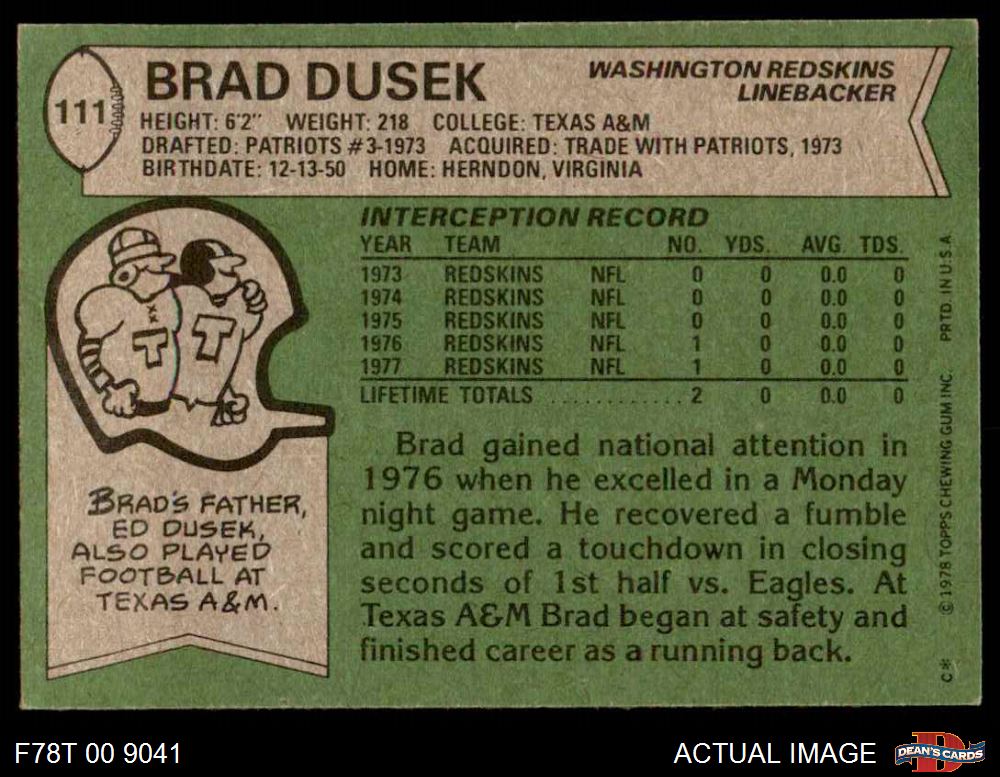 111
BRAD DUSEK
WASHINGTON REDSKINS
LINEBACKER
HEIGHT: 6'2" WEIGHT: 218 COLLEGE: TEXAS A&M
DRAFTED: PATRIOTS #3-1973 ACQUIRED: TRADE WITH PATRIOTS, 1973
BIRTHDATE: 12-13-50 HOME: HERNDON, VIRGINIA
INTERCEPTION RECORD
YEAR TEAM NO. YDS. AVG. TDS.
1973 REDSKINS NFL 0 0 0.0 0
1974 REDSKINS NFL 0 0 0.0 0
1975 REDSKINS NFL 0 0 0.0 0
1976 REDSKINS NFL 1 0 0.0 0
1977 REDSKINS NFL 1 0 0.0 0
LIFETIME TOTALS . . . . . . . . . . . . 2 0 0.0 0
T T
BRAD'S FATHER,
ED DUSEK,
ALSO PLAYED
FOOTBALL AT
TEXAS A&M.
Brad gained national attention in
1976 when he excelled in a Monday
night game. He recovered a fumble
and scored a touchdown in closing
seconds of 1st half vs. Eagles. At
Texas A&M Brad began at safety and
finished career as a running back.
C* © 1978 TOPPS CHEWING GUM INC. PRTD. IN U.S.A
F78T 00 9041
ACTUAL IMAGE
D
DEAN'S CARDS